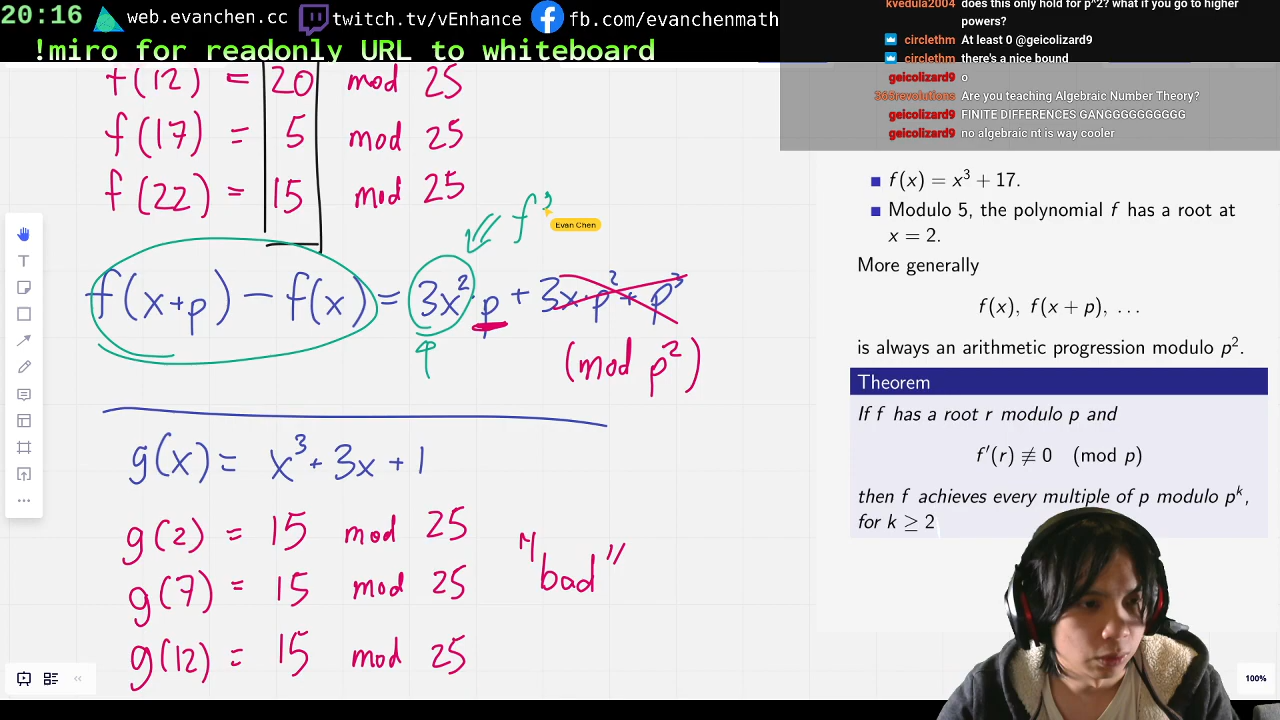 20:16 web.evanchen.cc twitch.tv/vEnhance fb.com/evanchenmath
!miro for readonly URL to whiteboard
kvedula2004 does this only hold for p^2? what if you go to higher
powers?
circlethm At least 0 @geicolizard9
circlethm there's a nice bound
geicolizard9 o
365revolutions Are you teaching Algebraic Number Theory?
geicolizard9 FINITE DIFFERENCES GANGGGGGGGGG
geicolizard9 no algebraic nt is way cooler
f(12) = 20 mod 25
f(17) = 5 mod 25
f(22) = 15 mod 25
f'
Evan Chen
f(x+p) - f(x) = 3x²·p + 3x·p² + p³
(mod p²)
g(x) = x³ + 3x + 1
g(2) = 15 mod 25
g(7) = 15 mod 25
"bad"
g(12) = 15 mod 25
f(x) = x³ + 17.
Modulo 5, the polynomial f has a root at
x = 2.
More generally
f(x), f(x + p), ...
is always an arithmetic progression modulo p².
Theorem
If f has a root r modulo p and
f′(r) ≢ 0 (mod p)
then f achieves every multiple of p modulo pᵏ,
for k ≥ 2
100%